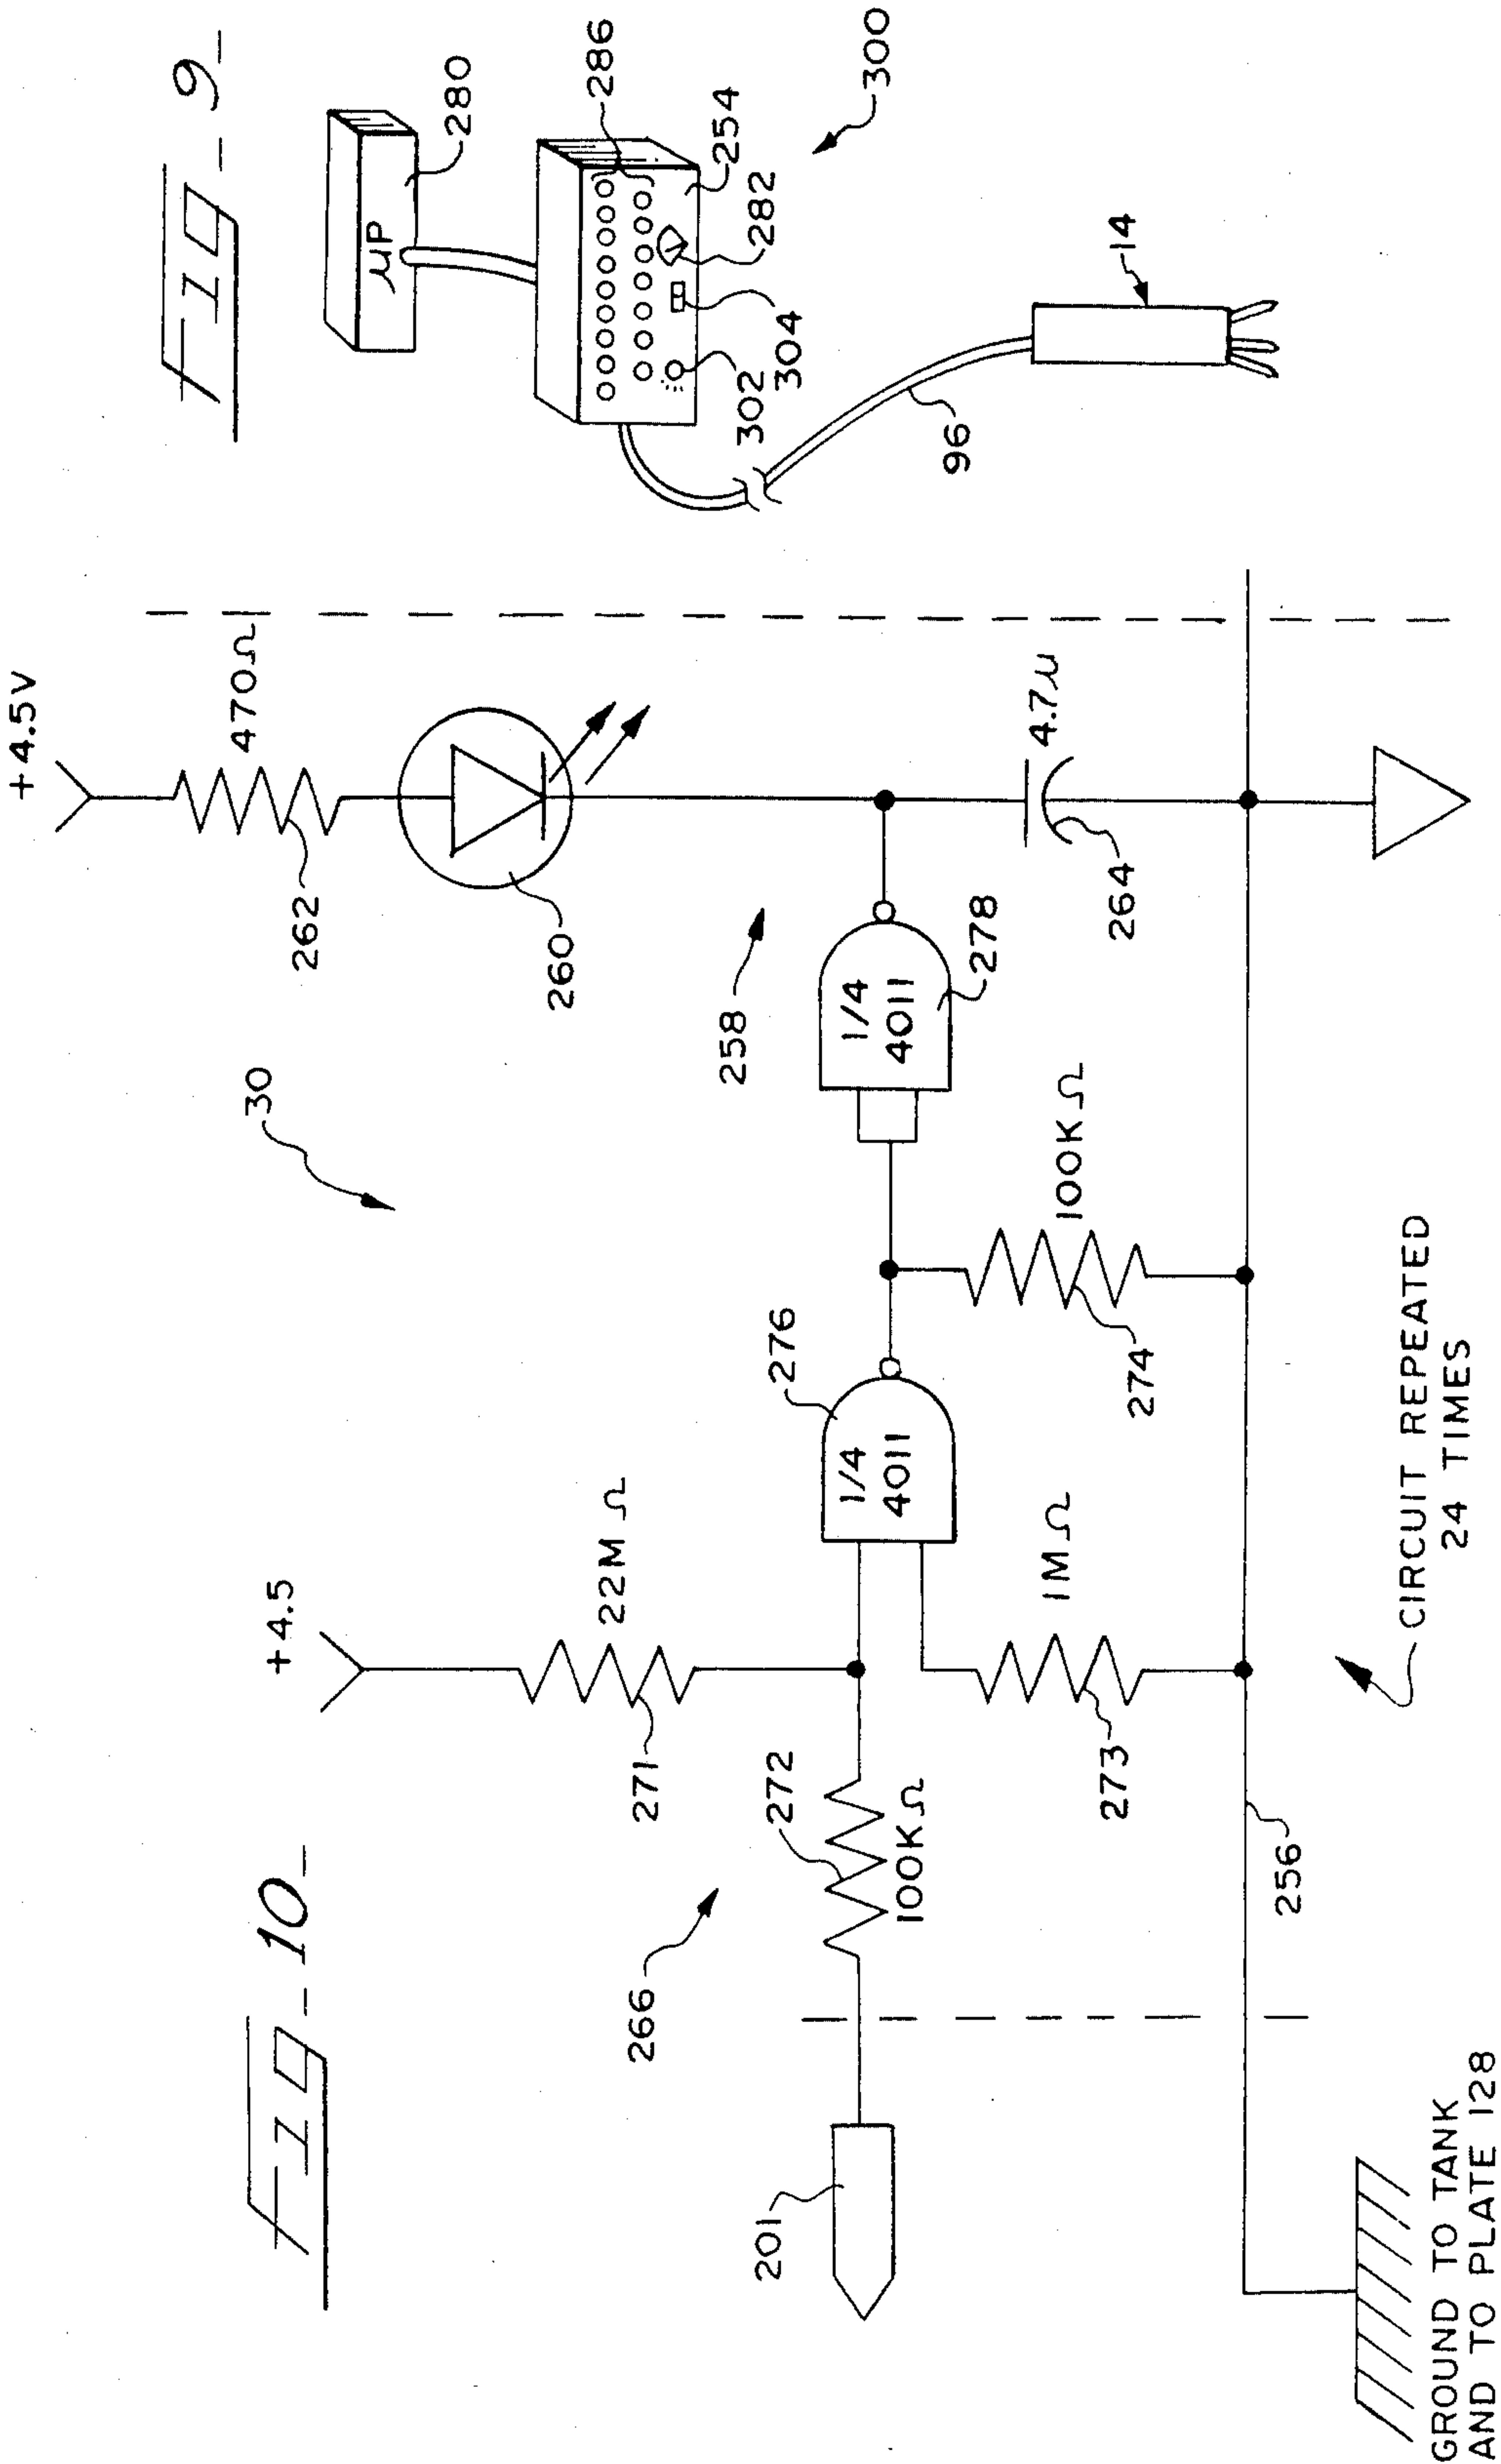 FIG-9-
µP
280
286
254
282
304
302
300
96
14
FIG-10-
+4.5V
470Ω
262
260
30
258
1/4
4011
278
4.7µ
264
+4.5
22MΩ
271
276
1/4
4011
100KΩ
274
272
100KΩ
1MΩ
273
266
201
256
CIRCUIT REPEATED
24 TIMES
GROUND TO TANK
AND TO PLATE 128